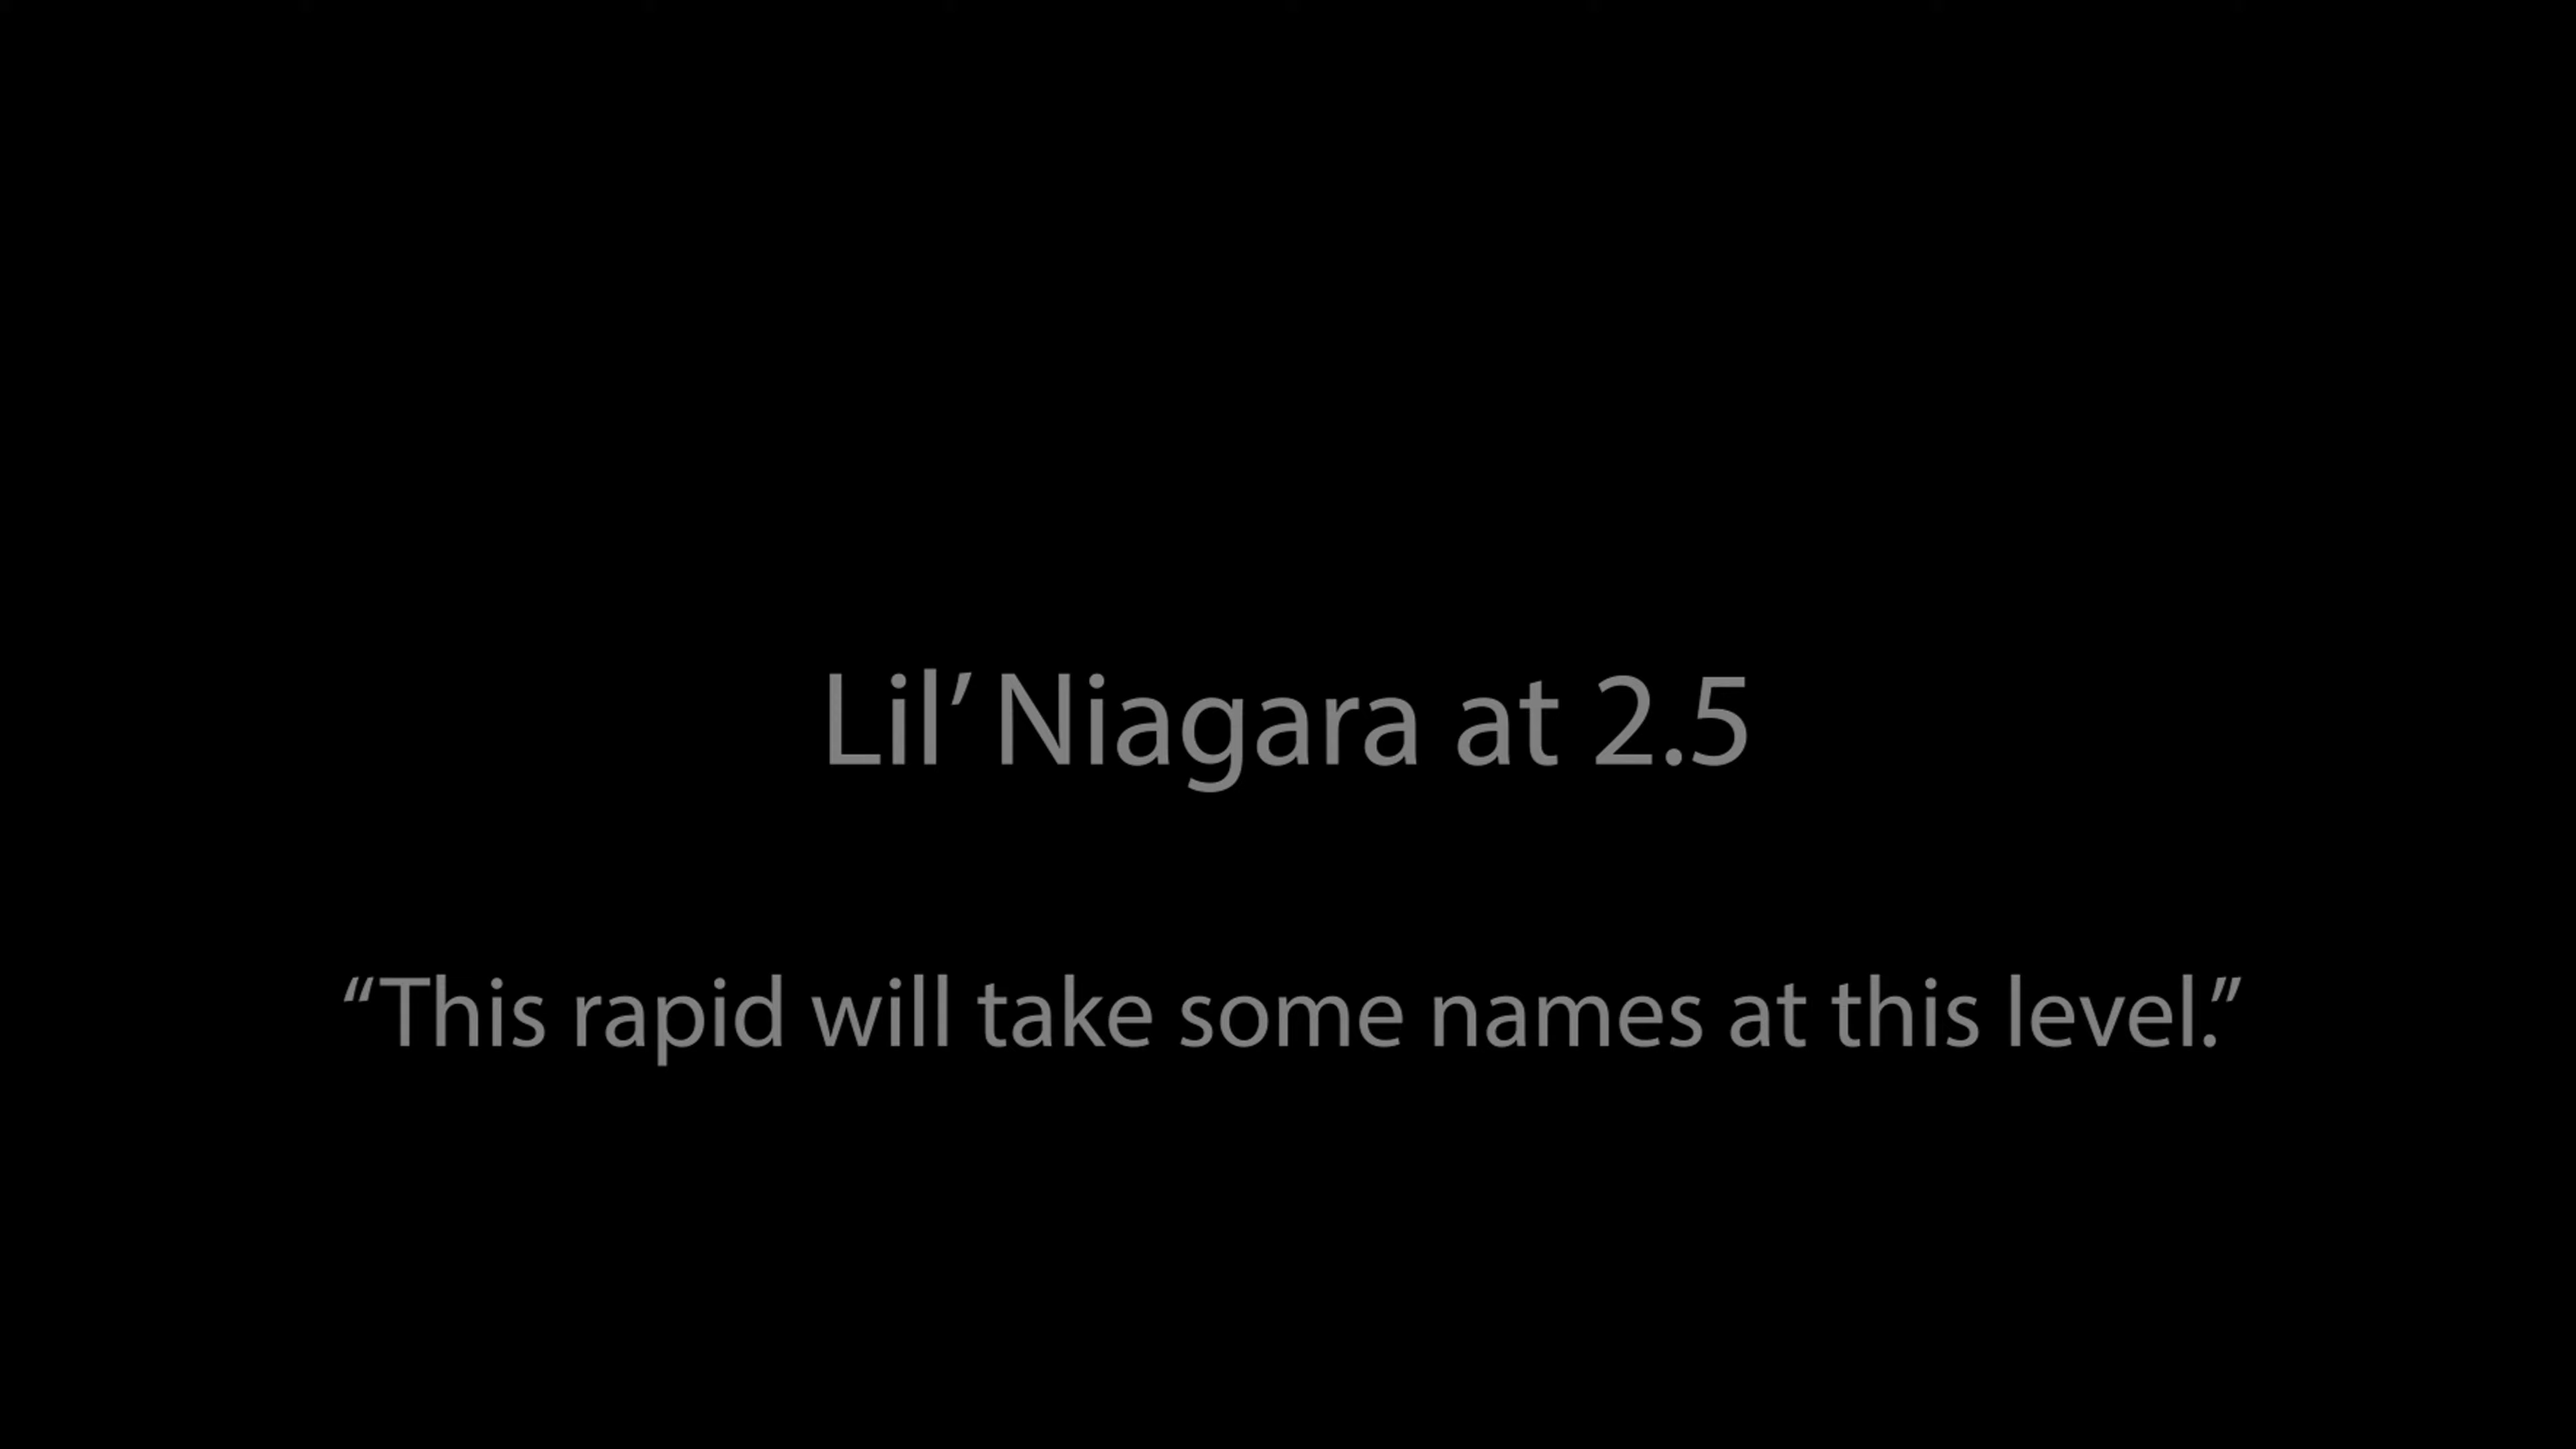 Lil’ Niagara at 2.5
“This rapid will take some names at this level.”